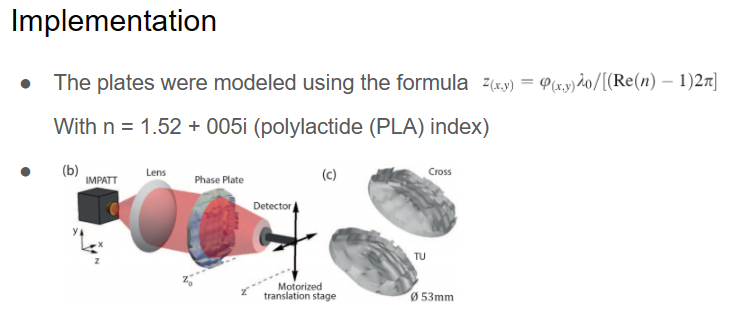 Implementation
● The plates were modeled using the formula z(x,y) = φ(x,y)λ0/[(Re(n) − 1)2π]
With n = 1.52 + 005i (polylactide (PLA) index)
●
(b)
IMPATT
Lens
Phase Plate
Detector
y
x
z
z0
z
Motorized
translation stage
(c)
Cross
TU
Ø 53mm